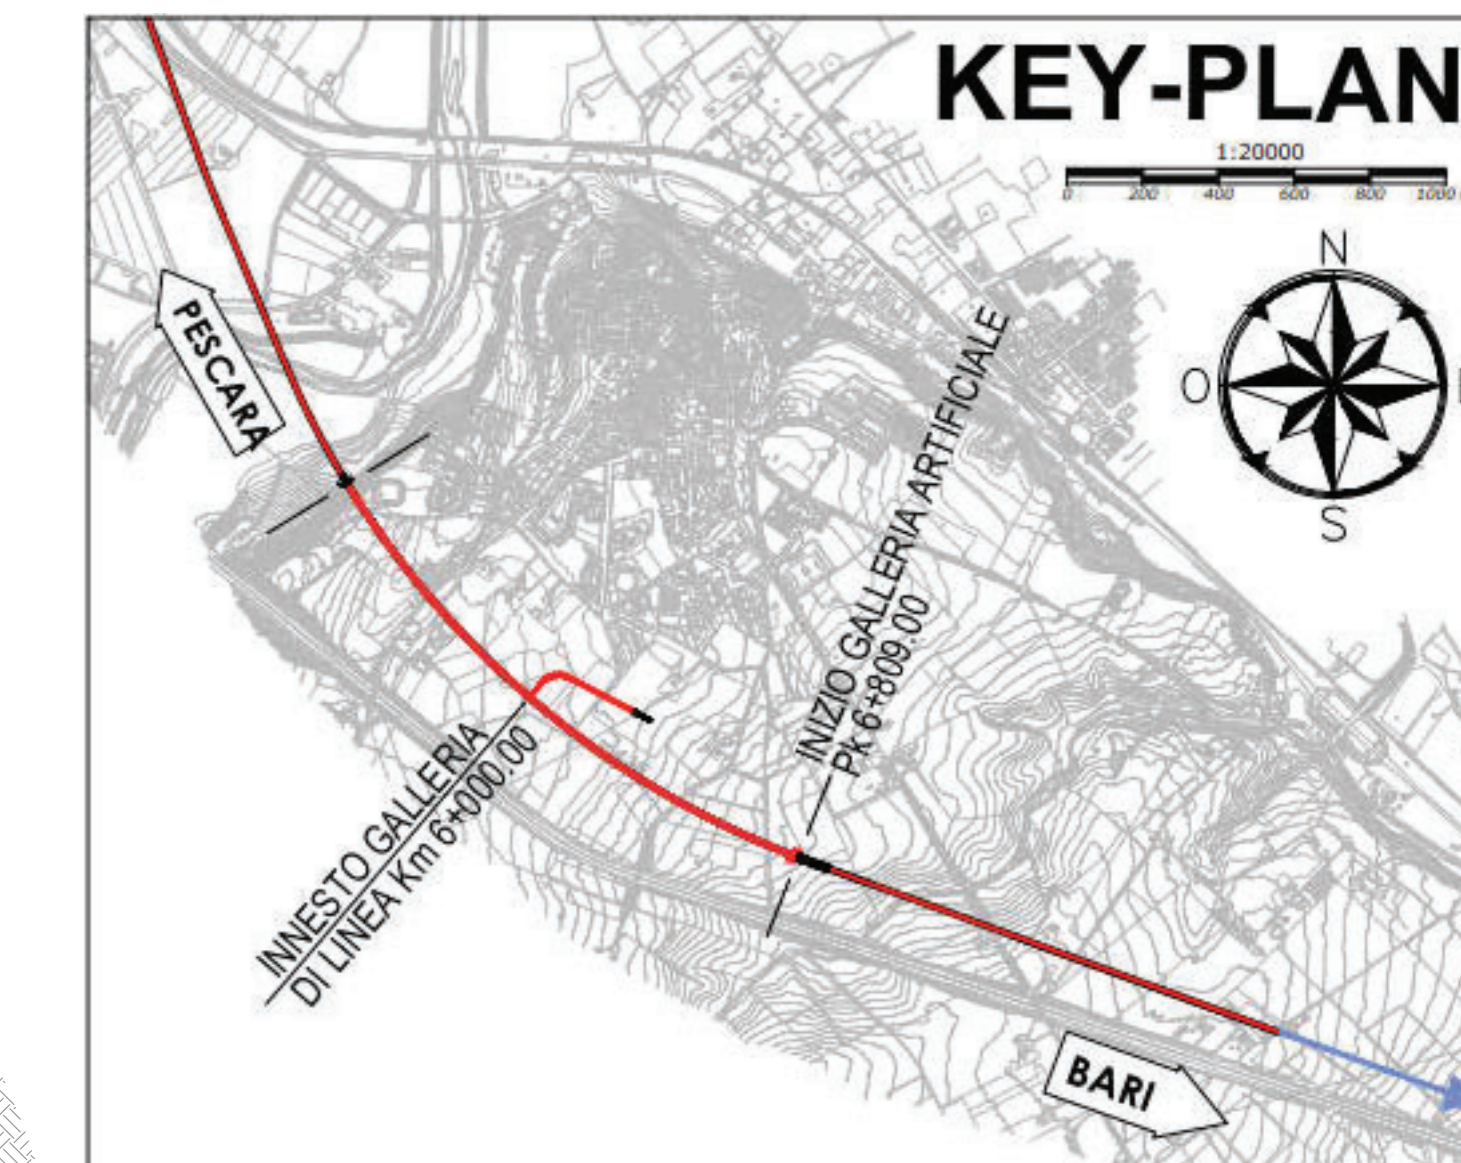 KEY-PLAN
1:20000
0 200 400 600 800 1000
N
O
S
PESCARA
INIZIO GALLERIA ARTIFICIALE
Pk 6+809.00
INNESTO GALLERIA
DI LINEA Km 6+000.00
BARI